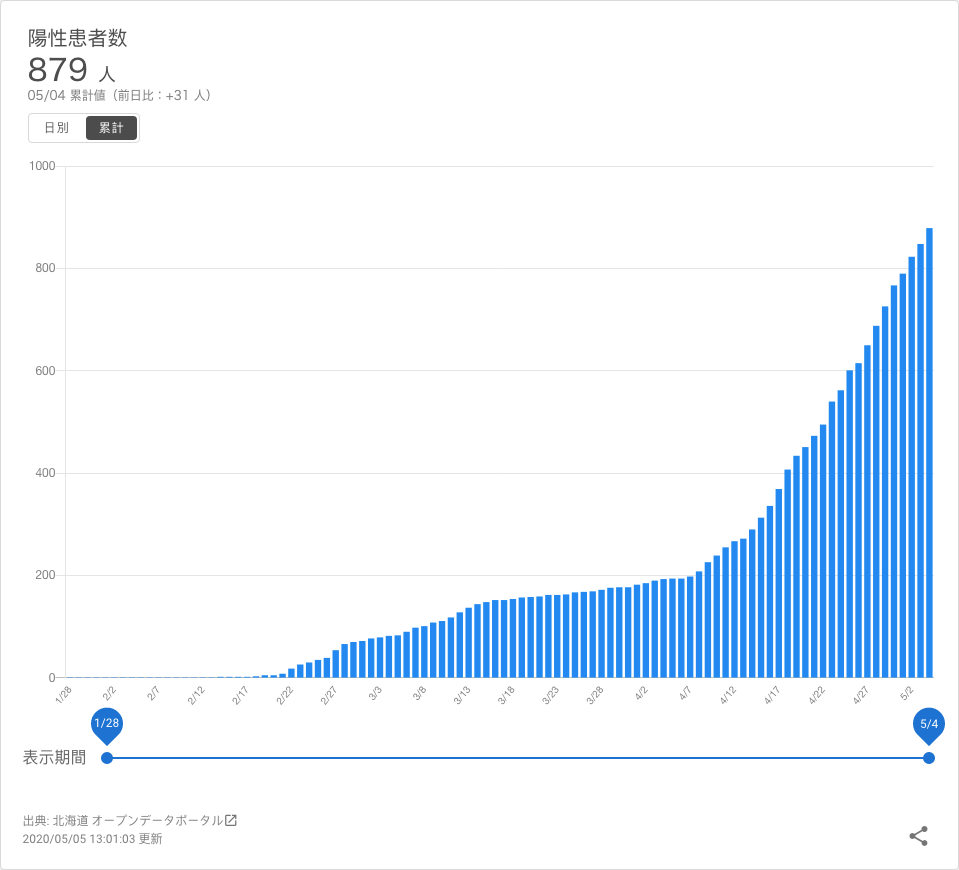 陽性患者数
879 人
05/04 累計値（前日比：+31 人）
日別 累計
1000
800
600
400
200
0
1/28 2/2 2/7 2/12 2/17 2/22 2/27 3/3 3/8 3/13 3/18 3/23 3/28 4/2 4/7 4/12 4/17 4/22 4/27 5/2
1/28 5/4
表示期間
出典: 北海道 オープンデータポータル
2020/05/05 13:01:03 更新